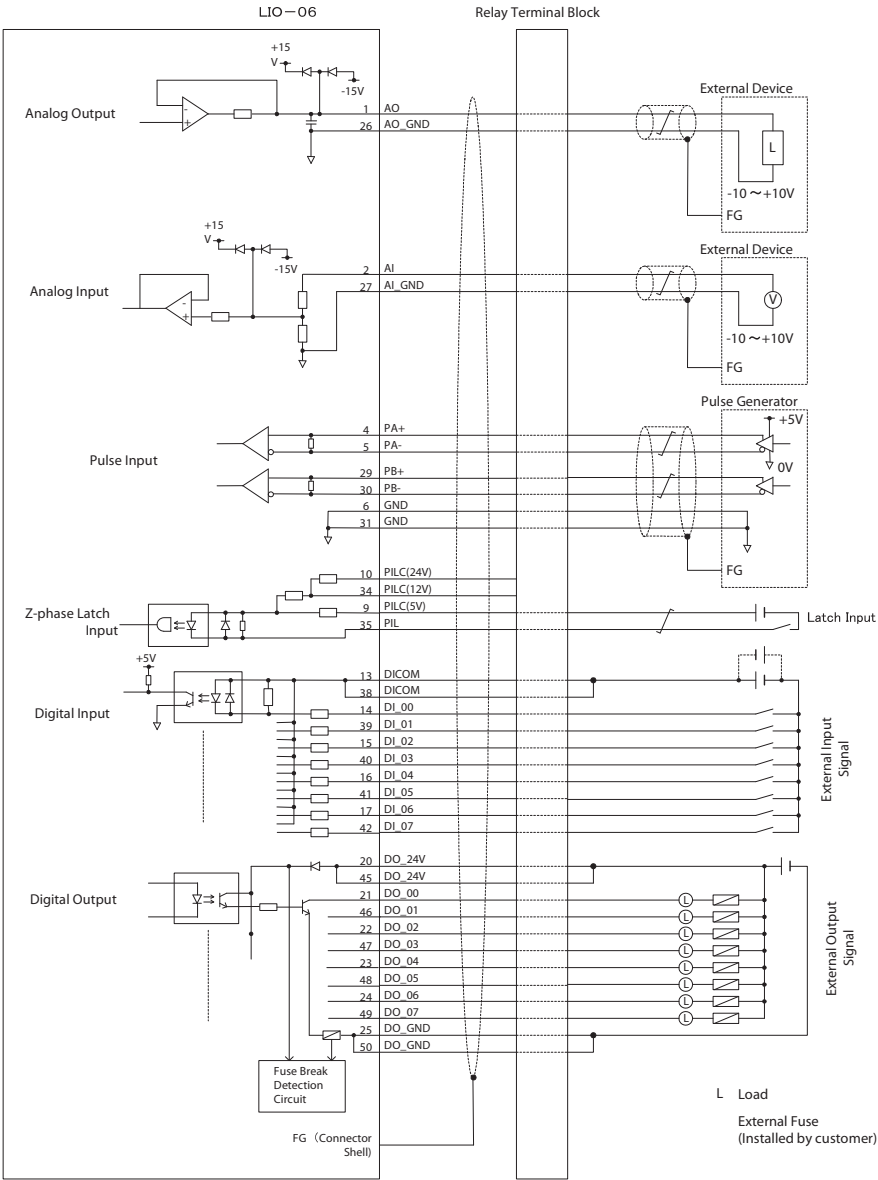 LIO−06
Relay Terminal Block
+15
V
-15V
Analog Output
-
+
1 AO
26 AO_GND
External Device
L
-10 〜+10V
FG
+15
V
-15V
Analog Input
-
+
2 AI
27 AI_GND
External Device
V
-10 〜+10V
FG
Pulse Generator
+5V
0V
Pulse Input
4 PA+
5 PA-
29 PB+
30 PB-
6 GND
31 GND
FG
Z-phase Latch
Input
10 PILC(24V)
34 PILC(12V)
9 PILC(5V)
35 PIL
Latch Input
+5V
Digital Input
13 DICOM
38 DICOM
14 DI_00
39 DI_01
15 DI_02
40 DI_03
16 DI_04
41 DI_05
17 DI_06
42 DI_07
External Input
Signal
Digital Output
20 DO_24V
45 DO_24V
21 DO_00
46 DO_01
22 DO_02
47 DO_03
23 DO_04
48 DO_05
24 DO_06
49 DO_07
25 DO_GND
50 DO_GND
L
L
L
L
L
L
L
L
External Output
Signal
Fuse Break
Detection
Circuit
FG（Connector
Shell)
L Load
External Fuse
(Installed by customer)